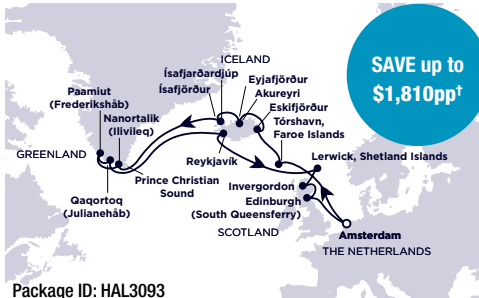 SAVE up to
$1,810pp†
ICELAND
Ísafjarðardjúp
Ísafjörður
Eyjafjörður
Akureyri
Eskifjörður
Tórshavn,
Faroe Islands
Paamiut
(Frederikshåb)
Nanortalik
(Ilivileq)
GREENLAND
Reykjavík
Lerwick, Shetland Islands
Prince Christian
Sound
Qaqortoq
(Julianehåb)
Invergordon
Edinburgh
(South Queensferry)
SCOTLAND
Amsterdam
THE NETHERLANDS
Package ID: HAL3093